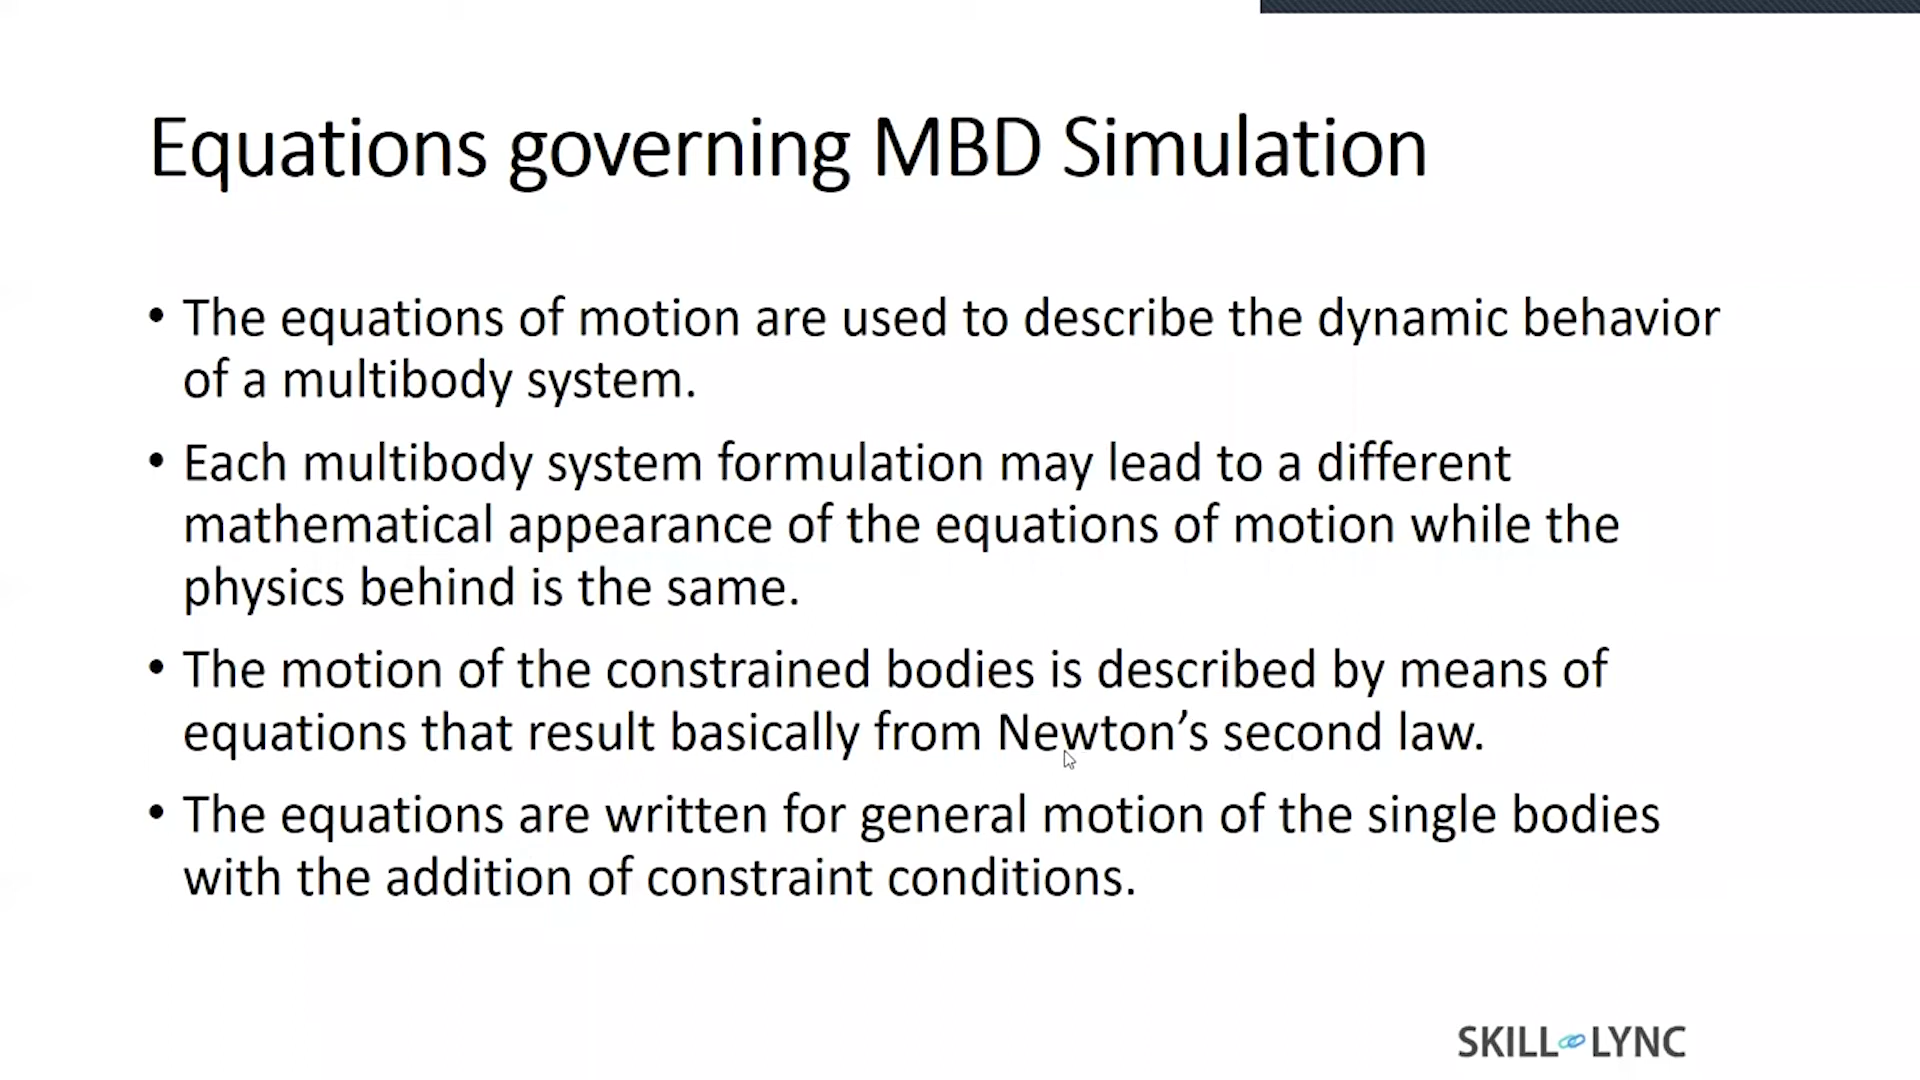 Equations governing MBD Simulation
• The equations of motion are used to describe the dynamic behavior
of a multibody system.
• Each multibody system formulation may lead to a different
mathematical appearance of the equations of motion while the
physics behind is the same.
• The motion of the constrained bodies is described by means of
equations that result basically from Newton’s second law.
• The equations are written for general motion of the single bodies
with the addition of constraint conditions.
SKILL LYNC